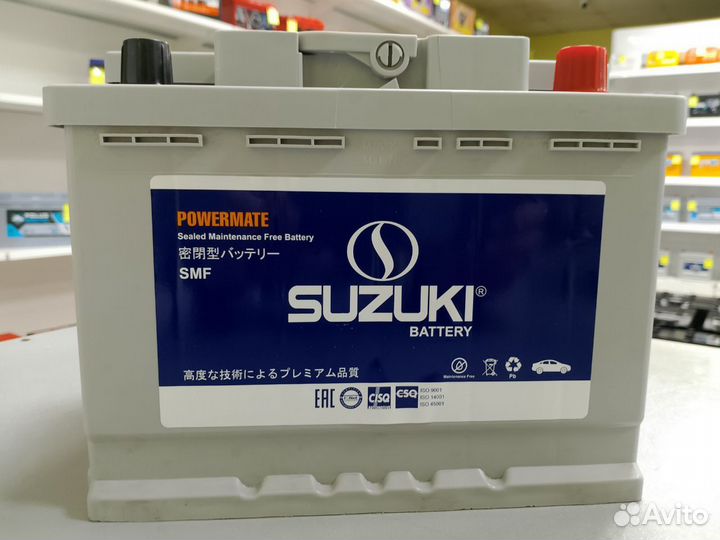 POWERMATE
Sealed Maintenance Free Battery
密閉型バッテリー
SMF
SUZUKI®
BATTERY
高度な技術によるプレミアム品質
Maintenance Free
Pb
EAC
CISQ
CSQ
ISO 9001
ISO 14001
ISO 45001
Avito